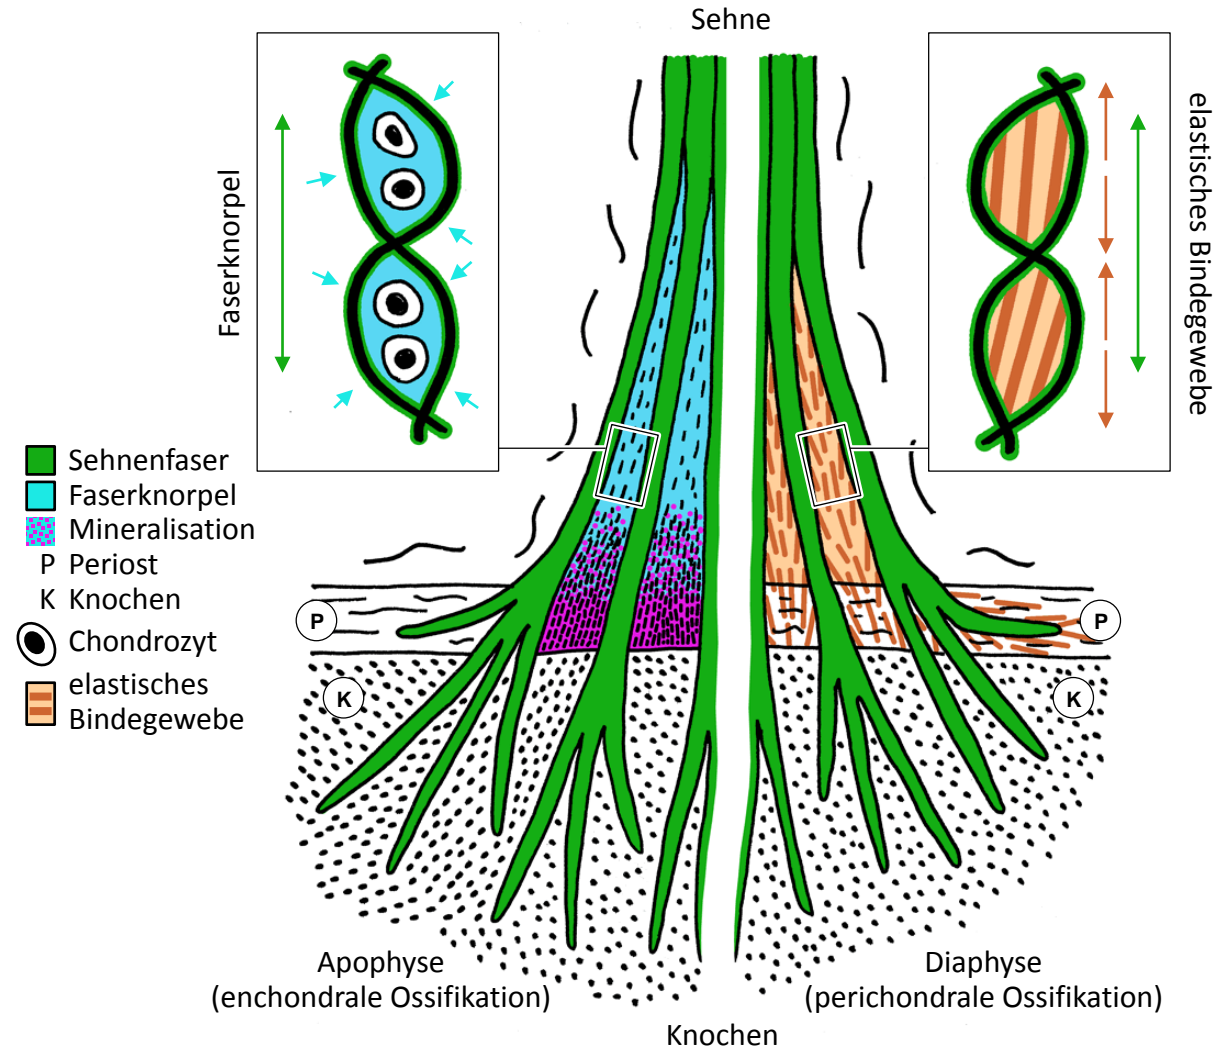 Sehne
Faserknorpel
elastisches Bindegewebe
Sehnenfaser
Faserknorpel
Mineralisation
P Periost
K Knochen
Chondrozyt
elastisches
Bindegewebe
P
P
K
K
Apophyse
(enchondrale Ossifikation)
Diaphyse
(perichondrale Ossifikation)
Knochen